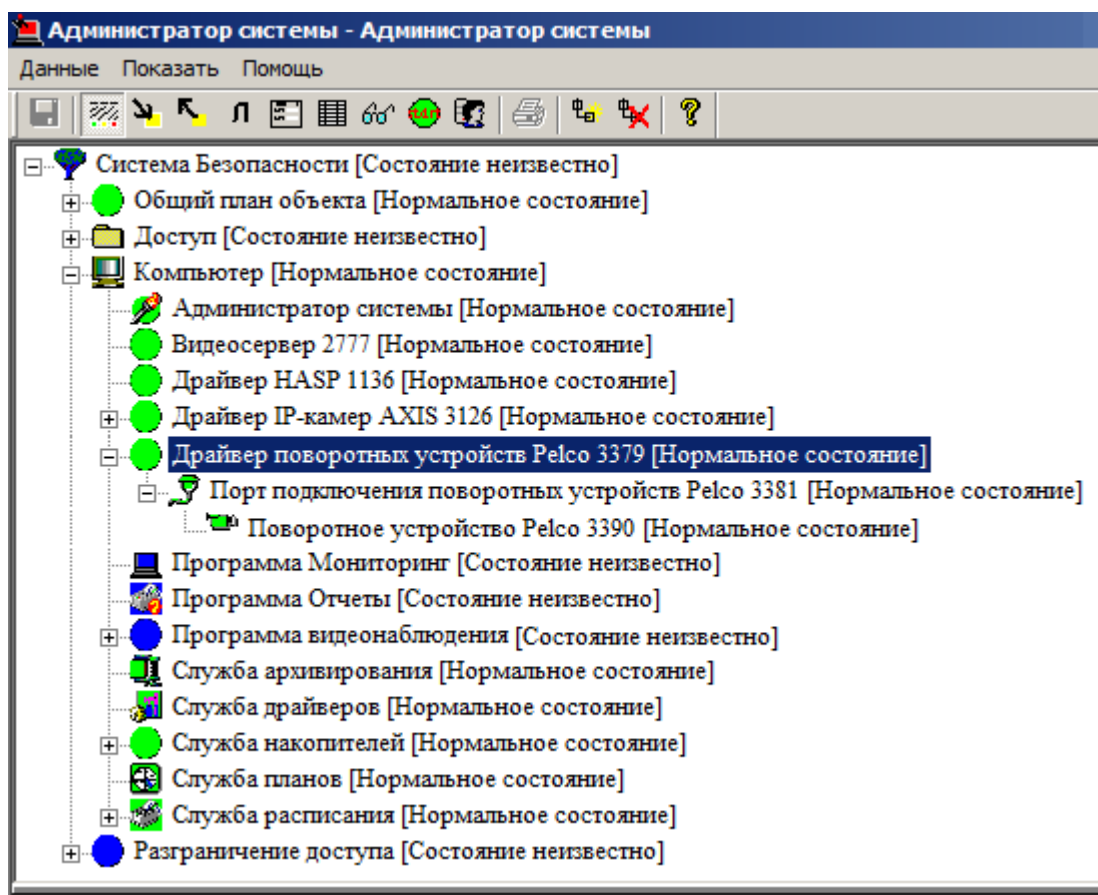 Администратор системы - Администратор системы
Данные Показать Помощь
Л
Система Безопасности [Состояние неизвестно]
Общий план объекта [Нормальное состояние]
Доступ [Состояние неизвестно]
Компьютер [Нормальное состояние]
Администратор системы [Нормальное состояние]
Видеосервер 2777 [Нормальное состояние]
Драйвер HASP 1136 [Нормальное состояние]
Драйвер IP-камер AXIS 3126 [Нормальное состояние]
Драйвер поворотных устройств Pelco 3379 [Нормальное состояние]
Порт подключения поворотных устройств Pelco 3381 [Нормальное состояние]
Поворотное устройство Pelco 3390 [Нормальное состояние]
Программа Мониторинг [Состояние неизвестно]
Программа Отчеты [Состояние неизвестно]
Программа видеонаблюдения [Состояние неизвестно]
Служба архивирования [Нормальное состояние]
Служба драйверов [Нормальное состояние]
Служба накопителей [Нормальное состояние]
Служба планов [Нормальное состояние]
Служба расписания [Нормальное состояние]
Разграничение доступа [Состояние неизвестно]